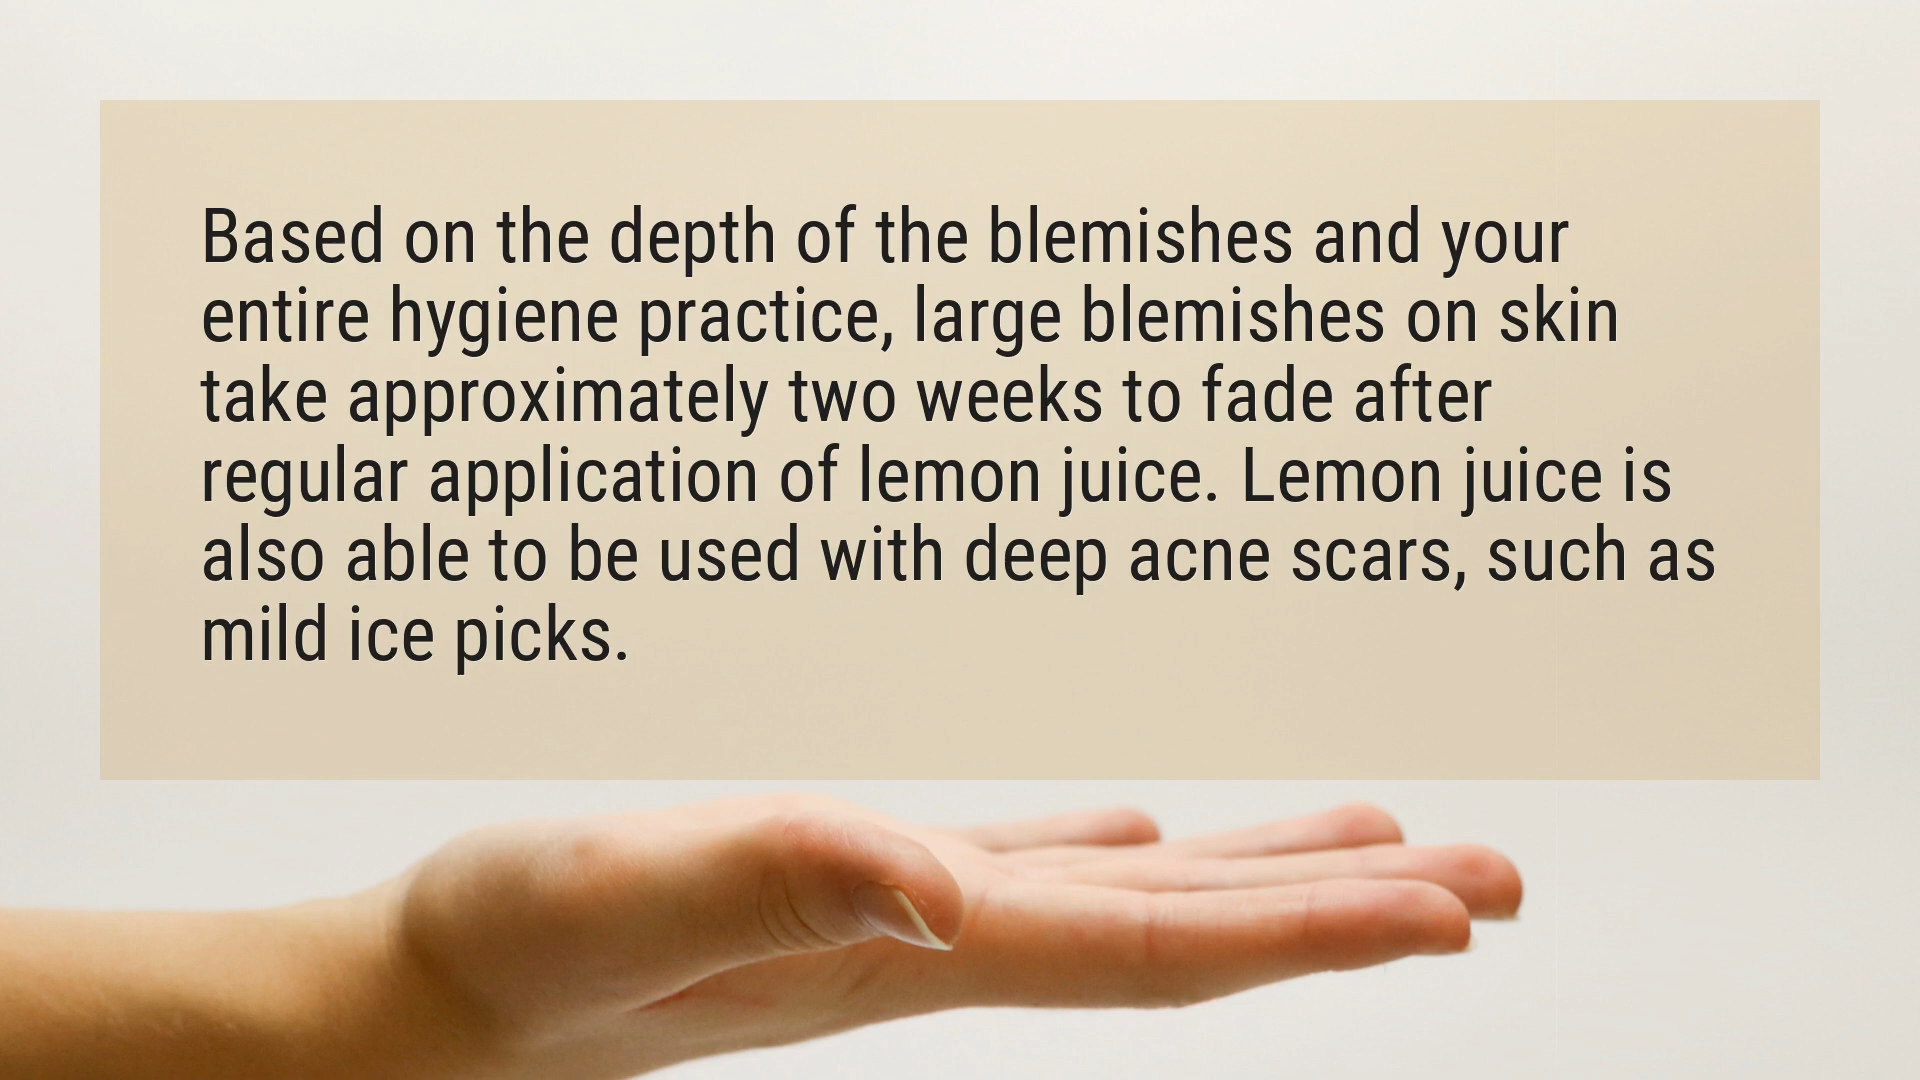 Based on the depth of the blemishes and your
entire hygiene practice, large blemishes on skin
take approximately two weeks to fade after
regular application of lemon juice. Lemon juice is
also able to be used with deep acne scars, such as
mild ice picks.